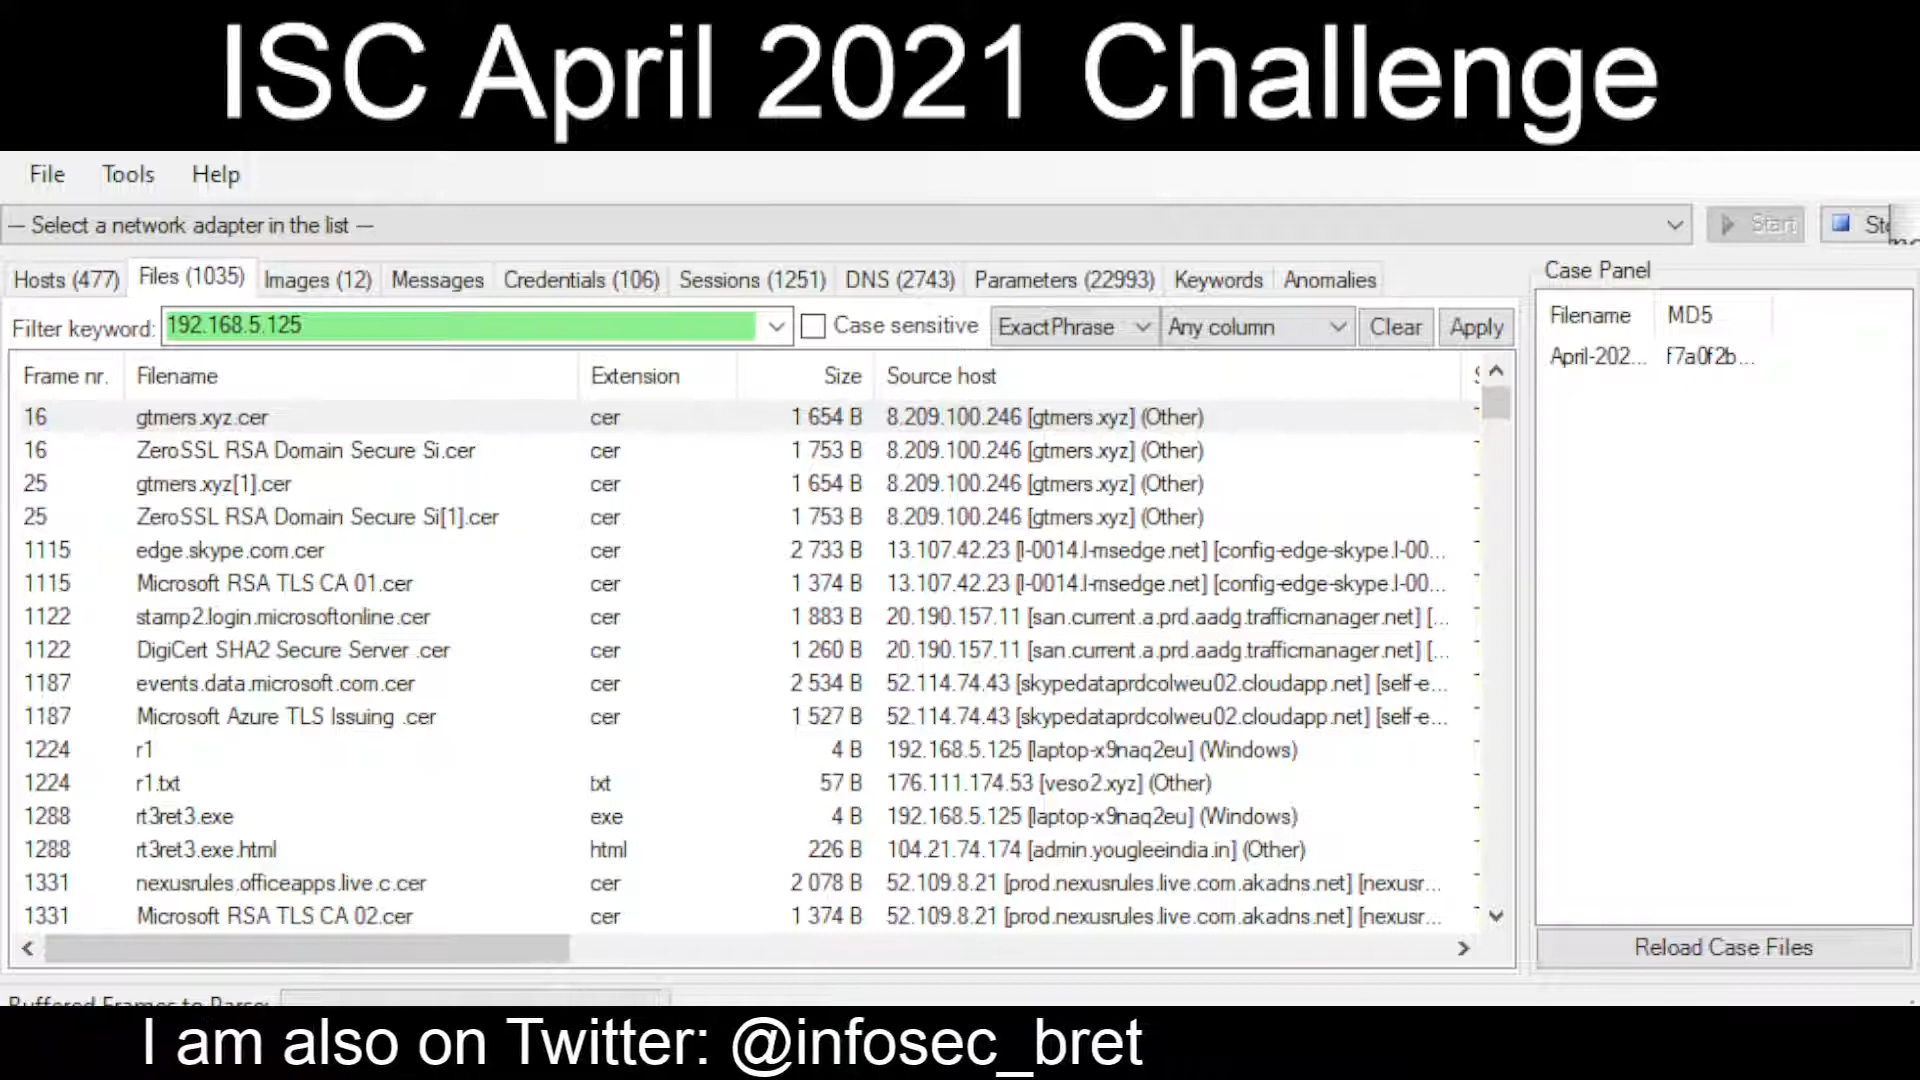 ISC April 2021 Challenge
File Tools Help
— Select a network adapter in the list — Start
Hosts (477) Files (1035) Images (12) Messages Credentials (106) Sessions (1251) DNS (2743) Parameters (22993) Keywords Anomalies Case Panel
Filter keyword: 192.168.5.125 Case sensitive ExactPhrase Any column Clear Apply Filename MD5
April-202... f7a0f2b...
Frame nr. Filename Extension Size Source host
16 gtmers.xyz.cer cer 1 654 B 8.209.100.246 [gtmers.xyz] (Other)
16 ZeroSSL RSA Domain Secure Si.cer cer 1 753 B 8.209.100.246 [gtmers.xyz] (Other)
25 gtmers.xyz[1].cer cer 1 654 B 8.209.100.246 [gtmers.xyz] (Other)
25 ZeroSSL RSA Domain Secure Si[1].cer cer 1 753 B 8.209.100.246 [gtmers.xyz] (Other)
1115 edge.skype.com.cer cer 2 733 B 13.107.42.23 [l-0014.l-msedge.net] [config-edge-skype.l-00...
1115 Microsoft RSA TLS CA 01.cer cer 1 374 B 13.107.42.23 [l-0014.l-msedge.net] [config-edge-skype.l-00...
1122 stamp2.login.microsoftonline.cer cer 1 883 B 20.190.157.11 [san.current.a.prd.aadg.trafficmanager.net] [...
1122 DigiCert SHA2 Secure Server .cer cer 1 260 B 20.190.157.11 [san.current.a.prd.aadg.trafficmanager.net] [...
1187 events.data.microsoft.com.cer cer 2 534 B 52.114.74.43 [skypedataprdcolweu02.cloudapp.net] [self-e...
1187 Microsoft Azure TLS Issuing .cer cer 1 527 B 52.114.74.43 [skypedataprdcolweu02.cloudapp.net] [self-e...
1224 r1 4 B 192.168.5.125 [laptop-x9naq2eu] (Windows)
1224 r1.txt txt 57 B 176.111.174.53 [veso2.xyz] (Other)
1288 rt3ret3.exe exe 4 B 192.168.5.125 [laptop-x9naq2eu] (Windows)
1288 rt3ret3.exe.html html 226 B 104.21.74.174 [admin.yougleeindia.in] (Other)
1331 nexusrules.officeapps.live.c.cer cer 2 078 B 52.109.8.21 [prod.nexusrules.live.com.akadns.net] [nexusr...
1331 Microsoft RSA TLS CA 02.cer cer 1 374 B 52.109.8.21 [prod.nexusrules.live.com.akadns.net] [nexusr...
Reload Case Files
Buffered Frames to Parse:
I am also on Twitter: @infosec_bret